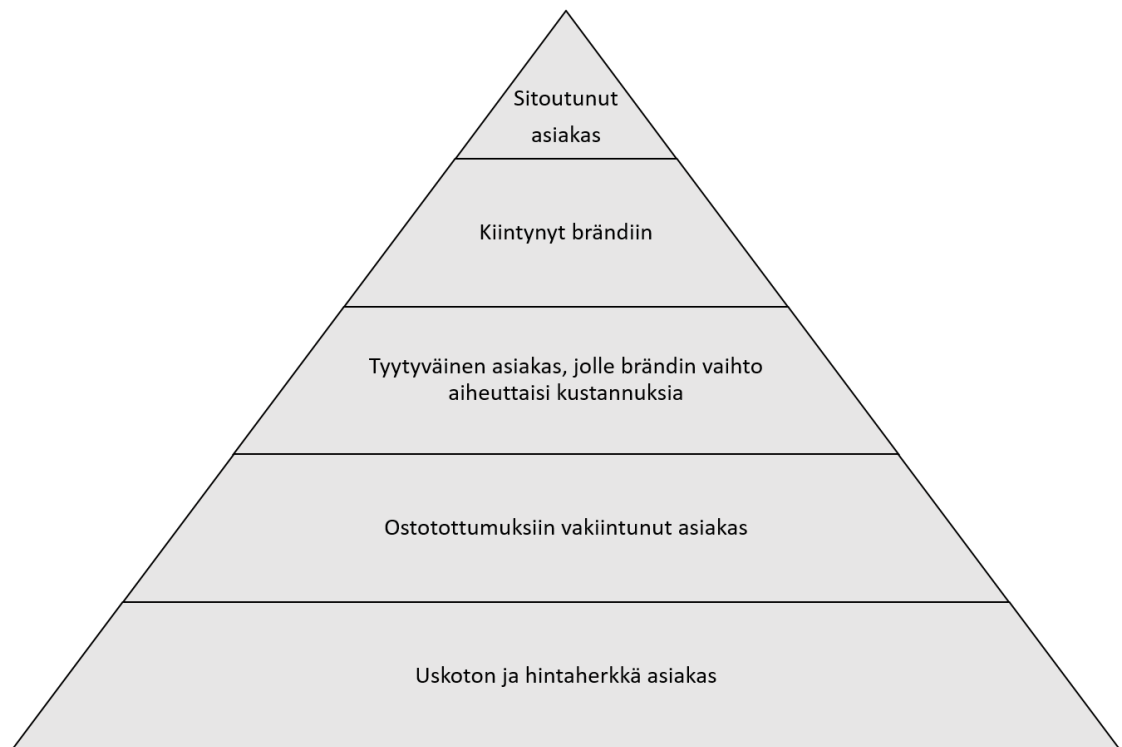 Sitoutunut
asiakas
Kiintynyt brändiin
Tyytyväinen asiakas, jolle brändin vaihto
aiheuttaisi kustannuksia
Ostotottumuksiin vakiintunut asiakas
Uskoton ja hintaherkkä asiakas